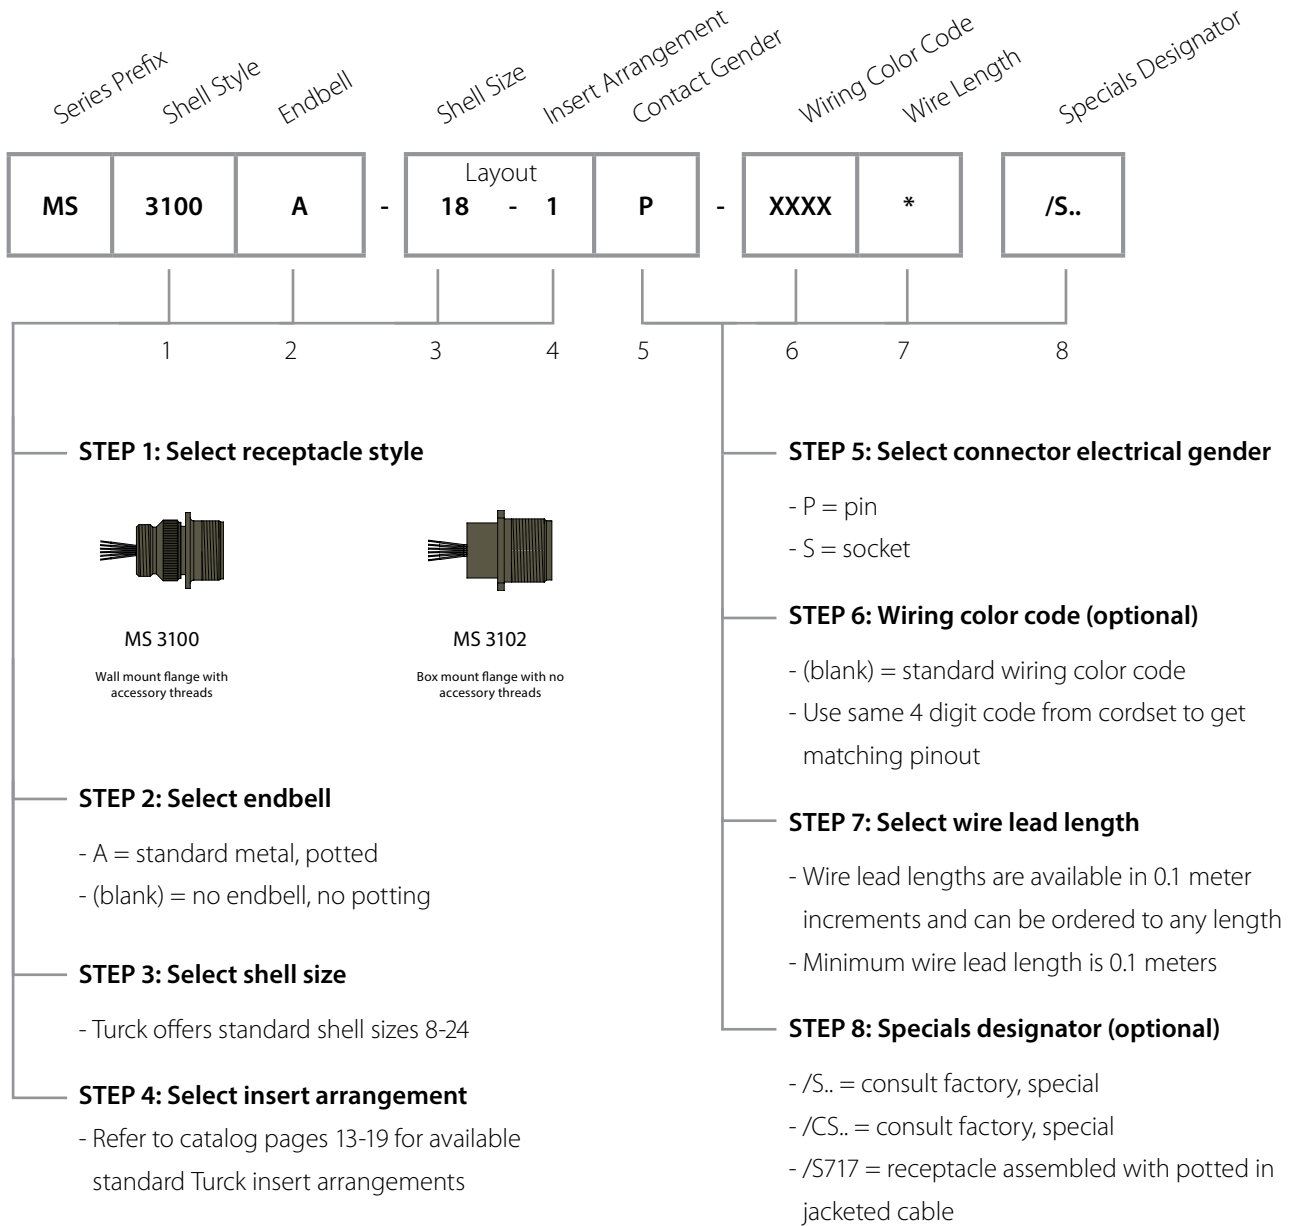 Series Prefix
Shell Style
Endbell
Shell Size
Insert Arrangement
Contact Gender
Wiring Color Code
Wire Length
Specials Designator
Layout
MS 3100 A - 18 - 1 P - XXXX * /S..
1 2 3 4 5 6 7 8
STEP 1: Select receptacle style
MS 3100
Wall mount flange with
accessory threads
MS 3102
Box mount flange with no
accessory threads
STEP 2: Select endbell
- A = standard metal, potted
- (blank) = no endbell, no potting
STEP 3: Select shell size
- Turck offers standard shell sizes 8-24
STEP 4: Select insert arrangement
- Refer to catalog pages 13-19 for available
standard Turck insert arrangements
STEP 5: Select connector electrical gender
- P = pin
- S = socket
STEP 6: Wiring color code (optional)
- (blank) = standard wiring color code
- Use same 4 digit code from cordset to get
matching pinout
STEP 7: Select wire lead length
- Wire lead lengths are available in 0.1 meter
increments and can be ordered to any length
- Minimum wire lead length is 0.1 meters
STEP 8: Specials designator (optional)
- /S.. = consult factory, special
- /CS.. = consult factory, special
- /S717 = receptacle assembled with potted in
jacketed cable